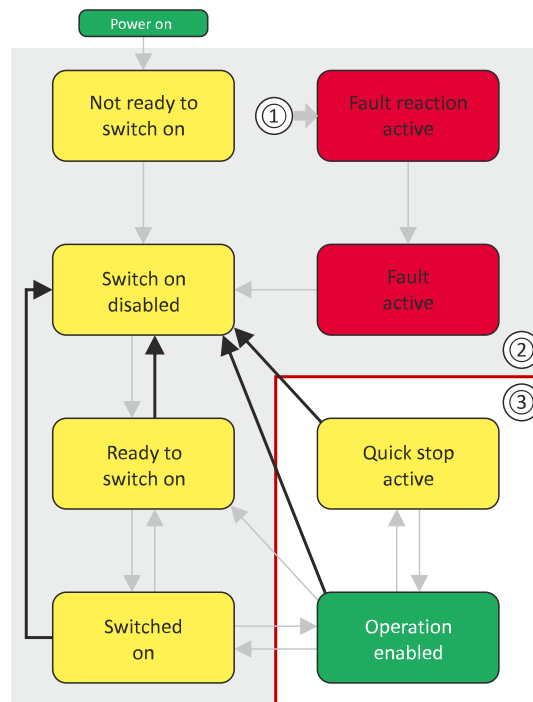 Power on
Not ready to
switch on
①
Fault reaction
active
Switch on
disabled
Fault
active
②
③
Ready to
switch on
Quick stop
active
Switched
on
Operation
enabled